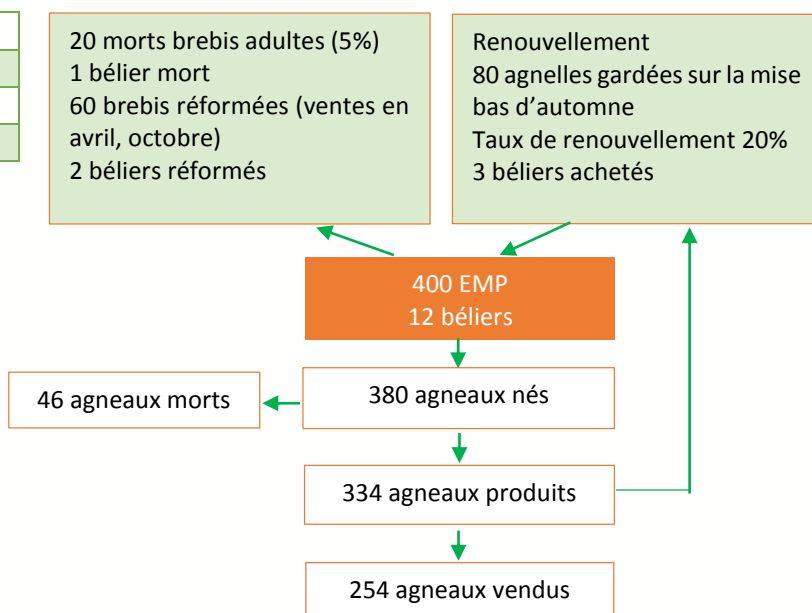 20 morts brebis adultes (5%)
1 bélier mort
60 brebis réformées (ventes en
avril, octobre)
2 béliers réformés
Renouvellement
80 agnelles gardées sur la mise
bas d’automne
Taux de renouvellement 20%
3 béliers achetés
400 EMP
12 béliers
46 agneaux morts
380 agneaux nés
334 agneaux produits
254 agneaux vendus